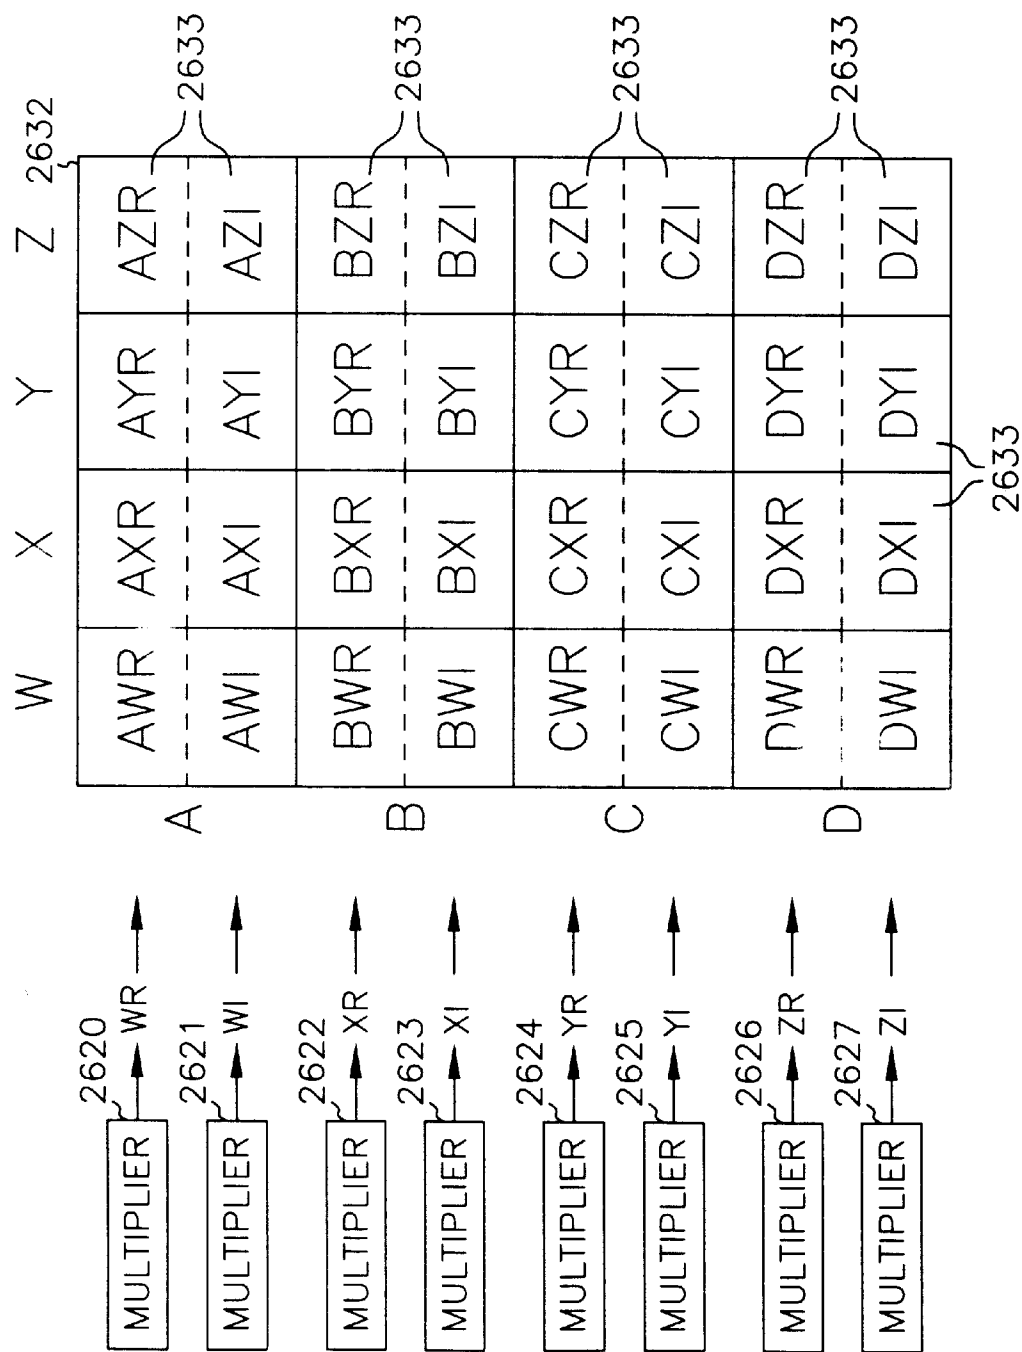 W X Y Z
2632
A
AWR AXR AYR AZR
AWI AXI AYI AZI
2633
B
BWR BXR BYR BZR
BWI BXI BYI BZI
2633
C
CWR CXR CYR CZR
CWI CXI CYI CZI
2633
D
DWR DXR DYR DZR
DWI DXI DYI DZI
2633
2633
MULTIPLIER 2620 WR
MULTIPLIER 2621 WI
MULTIPLIER 2622 XR
MULTIPLIER 2623 XI
MULTIPLIER 2624 YR
MULTIPLIER 2625 YI
MULTIPLIER 2626 ZR
MULTIPLIER 2627 ZI